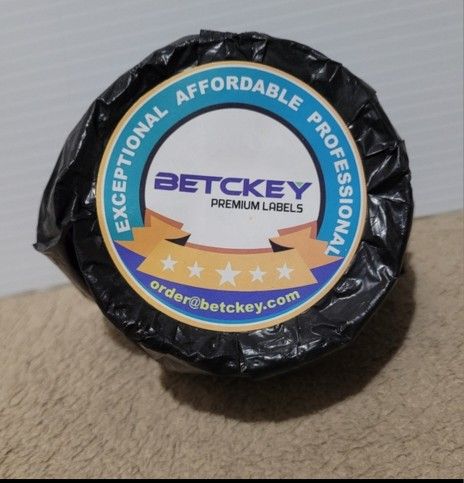 EXCEPTIONAL AFFORDABLE PROFESSIONAL
BETCKEY
PREMIUM LABELS
order@betckey.com